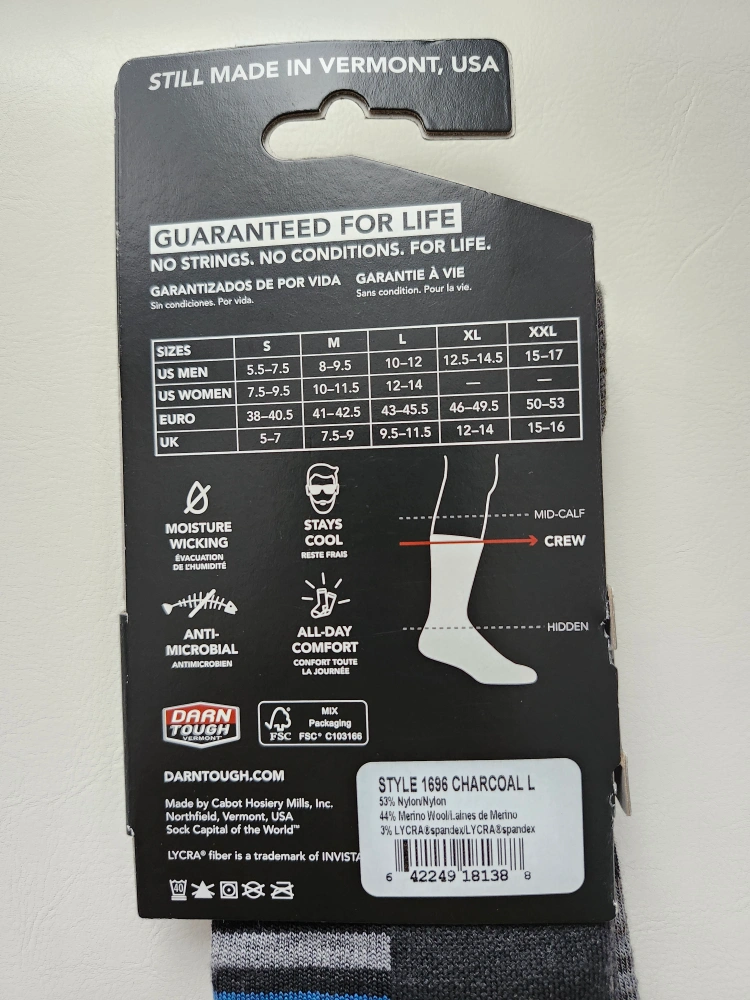 STILL MADE IN VERMONT, USA
GUARANTEED FOR LIFE
NO STRINGS. NO CONDITIONS. FOR LIFE.
GARANTIZADOS DE POR VIDA
Sin condiciones. Por vida.
GARANTIE À VIE
Sans condition. Pour la vie.
SIZES S M L XL XXL
US MEN 5.5–7.5 8–9.5 10–12 12.5–14.5 15–17
US WOMEN 7.5–9.5 10–11.5 12–14 — —
EURO 38–40.5 41–42.5 43–45.5 46–49.5 50–53
UK 5–7 7.5–9 9.5–11.5 12–14 15–16
MOISTURE
WICKING
ÉVACUATION
DE L'HUMIDITÉ
STAYS
COOL
RESTE FRAIS
ANTI-
MICROBIAL
ANTIMICROBIEN
ALL-DAY
COMFORT
CONFORT TOUTE
LA JOURNÉE
MID-CALF
CREW
HIDDEN
DARN
TOUGH
VERMONT
FSC
MIX
Packaging
FSC® C103166
DARNTOUGH.COM
Made by Cabot Hosiery Mills, Inc.
Northfield, Vermont, USA
Sock Capital of the World™
LYCRA® fiber is a trademark of INVISTA
40
STYLE 1696 CHARCOAL L
53% Nylon/Nylon
44% Merino Wool/Laines de Merino
3% LYCRA®spandex/LYCRA®spandex
6 42249 18138 8